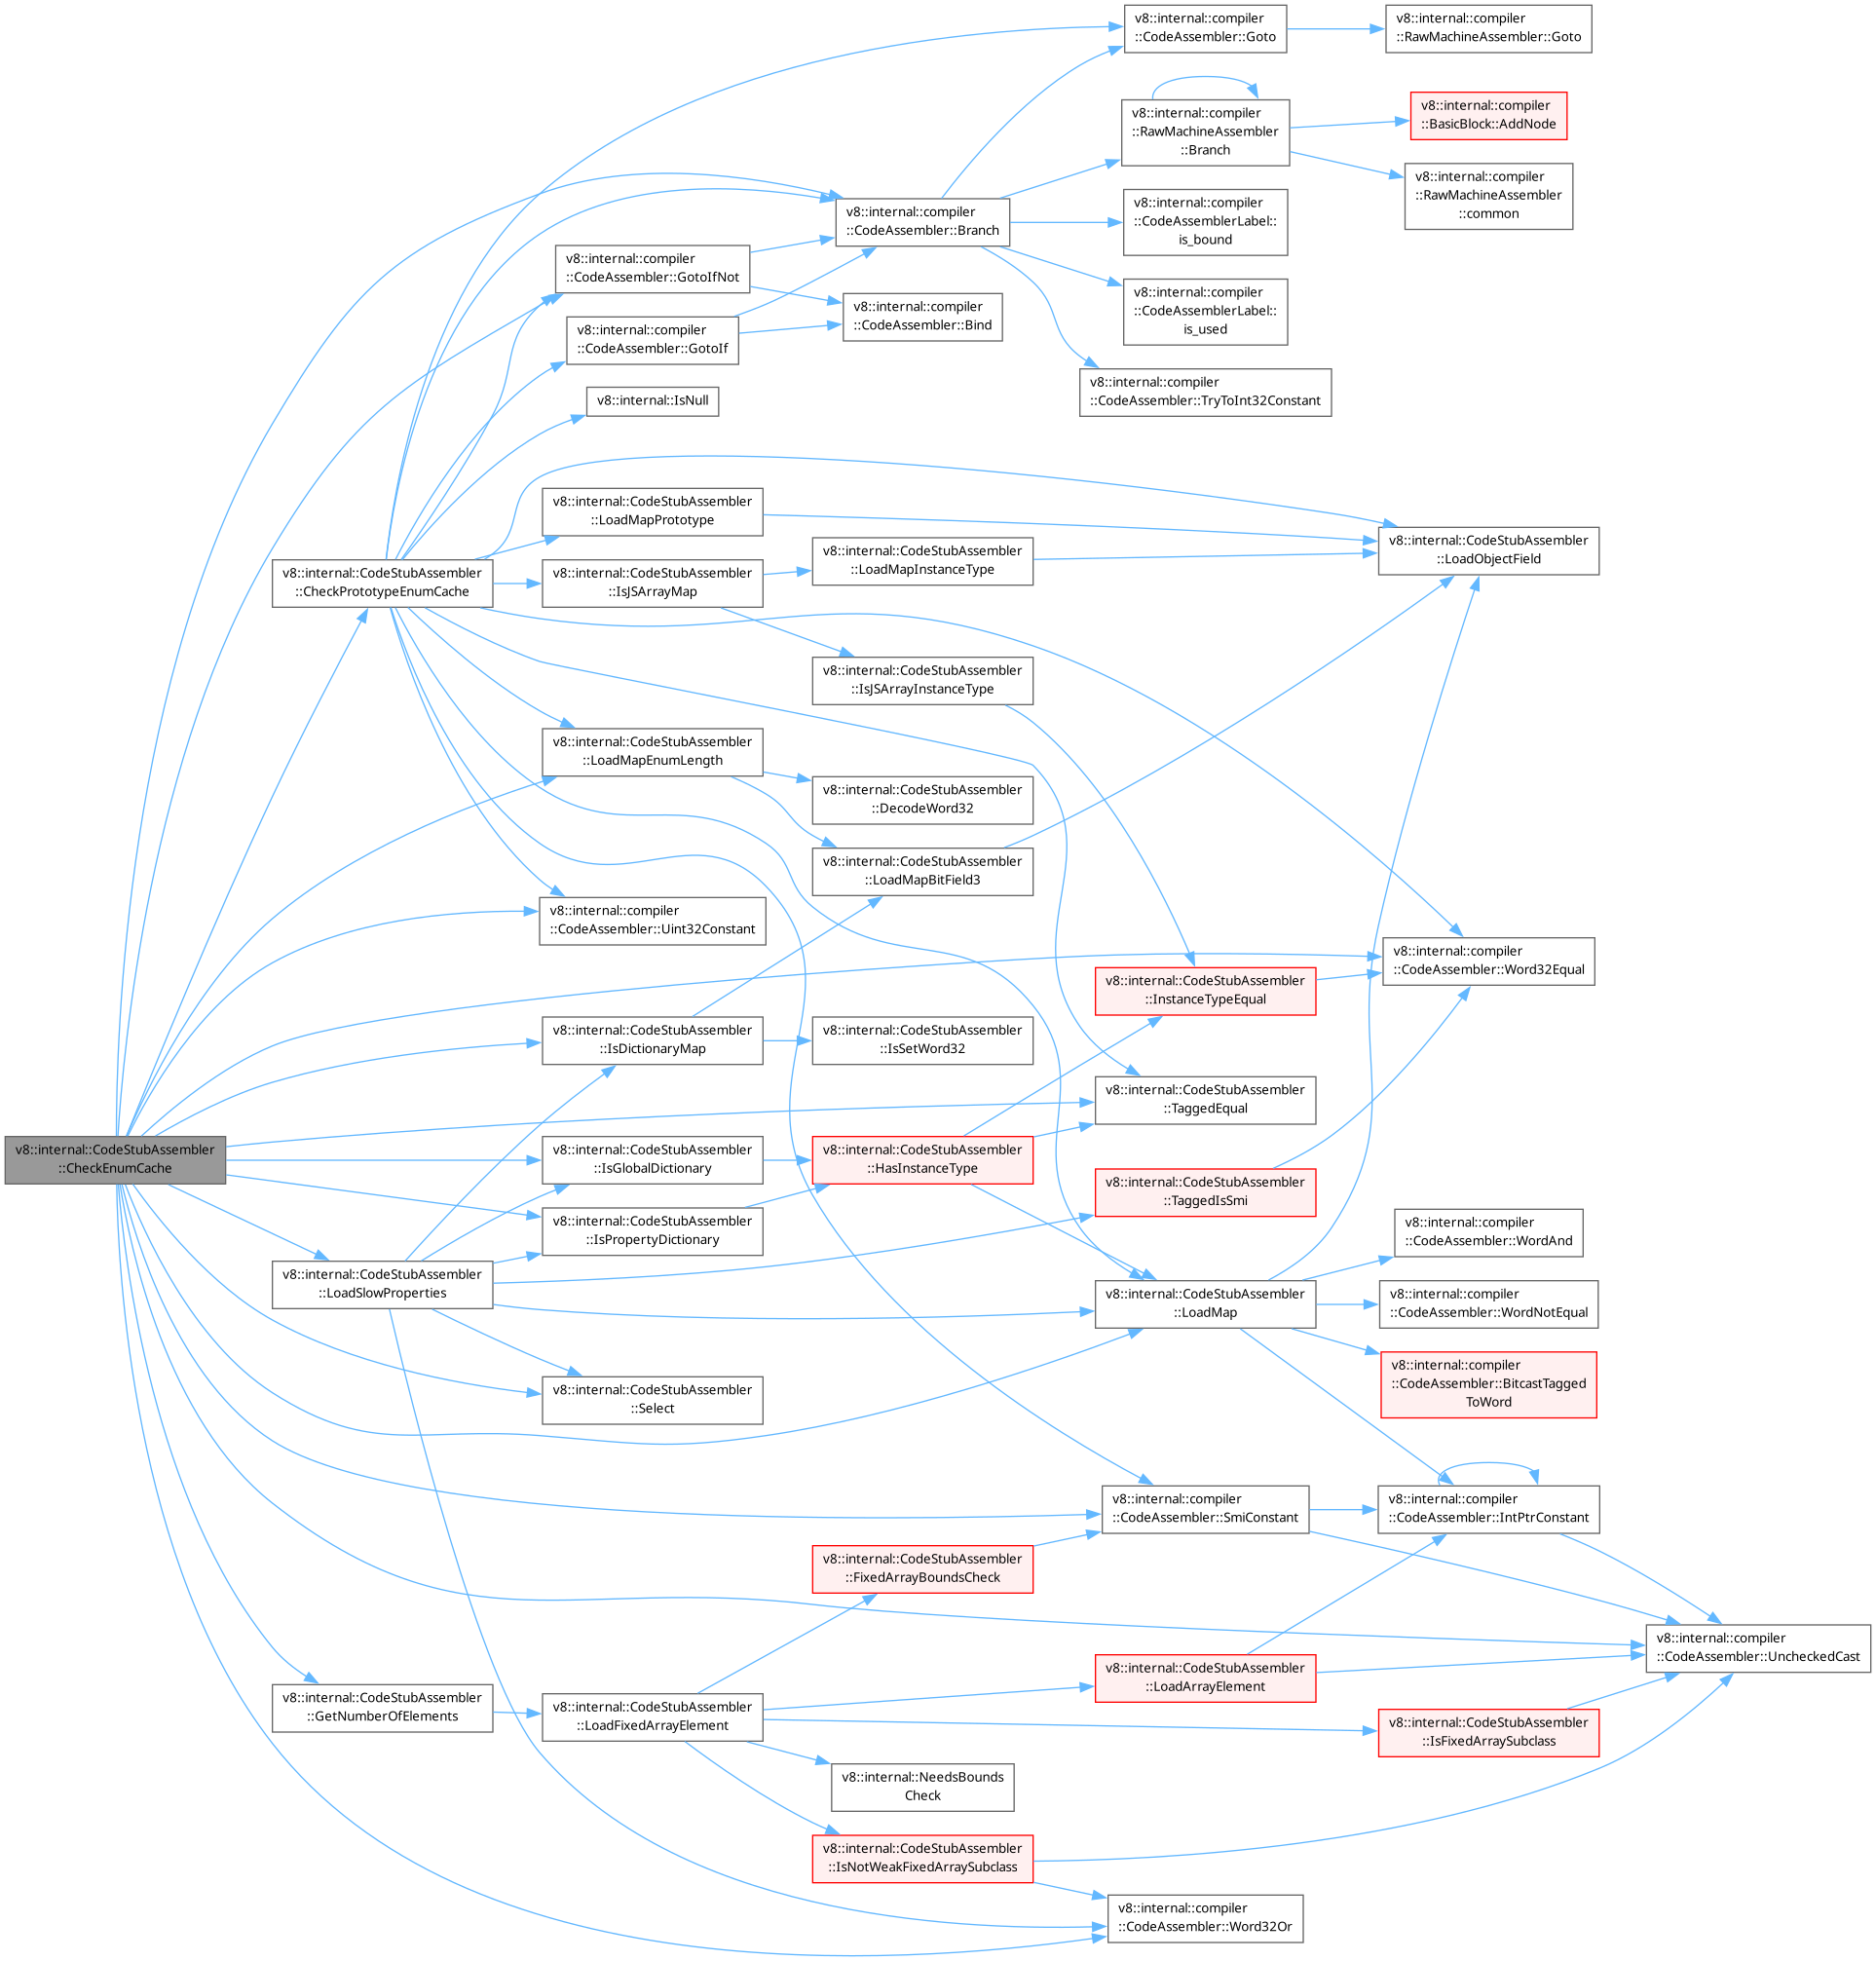 v8::internal::CodeStubAssembler
::CheckEnumCache
v8::internal::CodeStubAssembler
::CheckPrototypeEnumCache
v8::internal::CodeStubAssembler
::LoadSlowProperties
v8::internal::CodeStubAssembler
::GetNumberOfElements
v8::internal::compiler
::CodeAssembler::GotoIfNot
v8::internal::compiler
::CodeAssembler::GotoIf
v8::internal::IsNull
v8::internal::CodeStubAssembler
::LoadMapPrototype
v8::internal::CodeStubAssembler
::IsJSArrayMap
v8::internal::CodeStubAssembler
::LoadMapEnumLength
v8::internal::compiler
::CodeAssembler::Uint32Constant
v8::internal::CodeStubAssembler
::IsDictionaryMap
v8::internal::CodeStubAssembler
::IsGlobalDictionary
v8::internal::CodeStubAssembler
::IsPropertyDictionary
v8::internal::CodeStubAssembler
::Select
v8::internal::CodeStubAssembler
::LoadFixedArrayElement
v8::internal::compiler
::CodeAssembler::Branch
v8::internal::compiler
::CodeAssembler::Bind
v8::internal::CodeStubAssembler
::LoadMapInstanceType
v8::internal::CodeStubAssembler
::IsJSArrayInstanceType
v8::internal::CodeStubAssembler
::DecodeWord32
v8::internal::CodeStubAssembler
::LoadMapBitField3
v8::internal::CodeStubAssembler
::IsSetWord32
v8::internal::CodeStubAssembler
::HasInstanceType
v8::internal::CodeStubAssembler
::FixedArrayBoundsCheck
v8::internal::NeedsBounds
Check
v8::internal::CodeStubAssembler
::IsNotWeakFixedArraySubclass
v8::internal::compiler
::CodeAssembler::Goto
v8::internal::compiler
::RawMachineAssembler
::Branch
v8::internal::compiler
::CodeAssemblerLabel::
is_bound
v8::internal::compiler
::CodeAssemblerLabel::
is_used
v8::internal::compiler
::CodeAssembler::TryToInt32Constant
v8::internal::CodeStubAssembler
::InstanceTypeEqual
v8::internal::CodeStubAssembler
::TaggedEqual
v8::internal::CodeStubAssembler
::TaggedIsSmi
v8::internal::CodeStubAssembler
::LoadMap
v8::internal::compiler
::CodeAssembler::SmiConstant
v8::internal::CodeStubAssembler
::LoadArrayElement
v8::internal::compiler
::CodeAssembler::Word32Or
v8::internal::compiler
::RawMachineAssembler::Goto
v8::internal::compiler
::BasicBlock::AddNode
v8::internal::compiler
::RawMachineAssembler
::common
v8::internal::CodeStubAssembler
::LoadObjectField
v8::internal::compiler
::CodeAssembler::Word32Equal
v8::internal::compiler
::CodeAssembler::WordAnd
v8::internal::compiler
::CodeAssembler::WordNotEqual
v8::internal::compiler
::CodeAssembler::BitcastTagged
ToWord
v8::internal::compiler
::CodeAssembler::IntPtrConstant
v8::internal::CodeStubAssembler
::IsFixedArraySubclass
v8::internal::compiler
::CodeAssembler::UncheckedCast